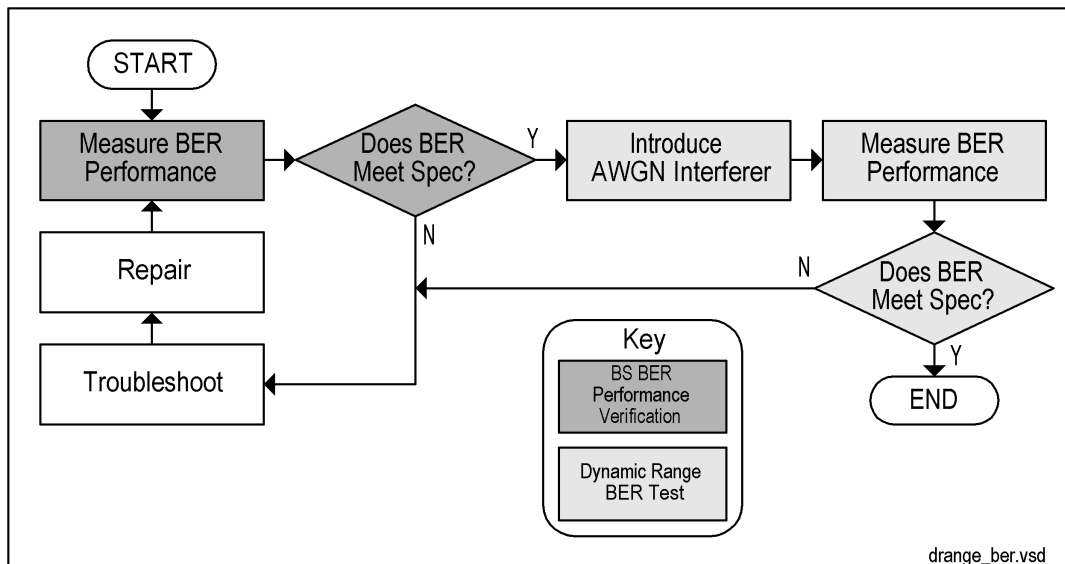 START
Measure BER
Performance
Does BER
Meet Spec?
Y
Introduce
AWGN Interferer
Measure BER
Performance
N
Repair
N
Does BER
Meet Spec?
Troubleshoot
Key
Y
BS BER
Performance
Verification
END
Dynamic Range
BER Test
drange_ber.vsd